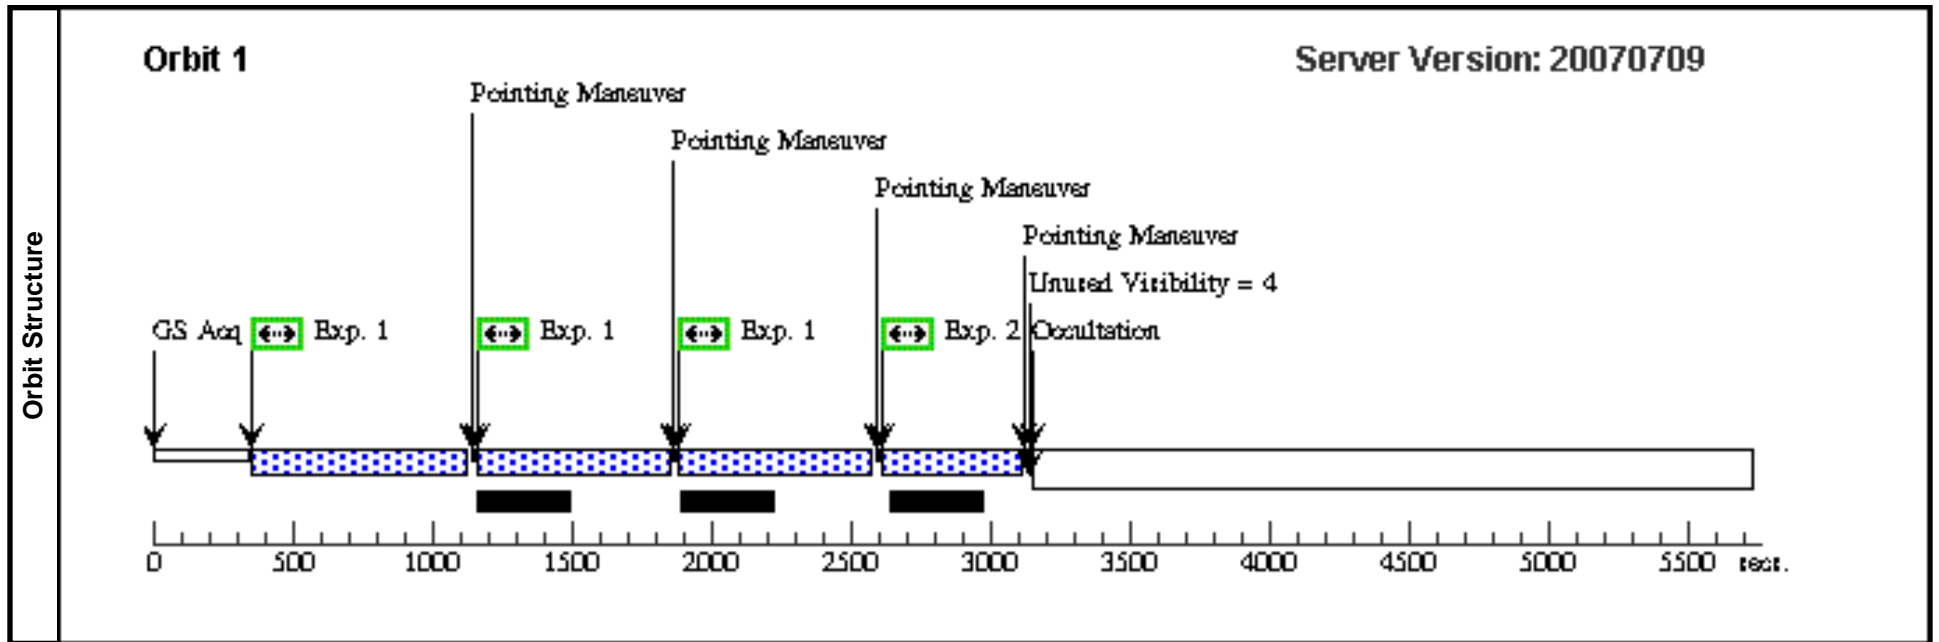 Orbit Structure
Orbit 1
Server Version: 20070709
Pointing Maneuver
Pointing Maneuver
Pointing Maneuver
Pointing Maneuver
Unused Visibility = 4
GS Acq Exp. 1 Exp. 1 Exp. 1 Exp. 2 Occultation
0 500 1000 1500 2000 2500 3000 3500 4000 4500 5000 5500 secs.